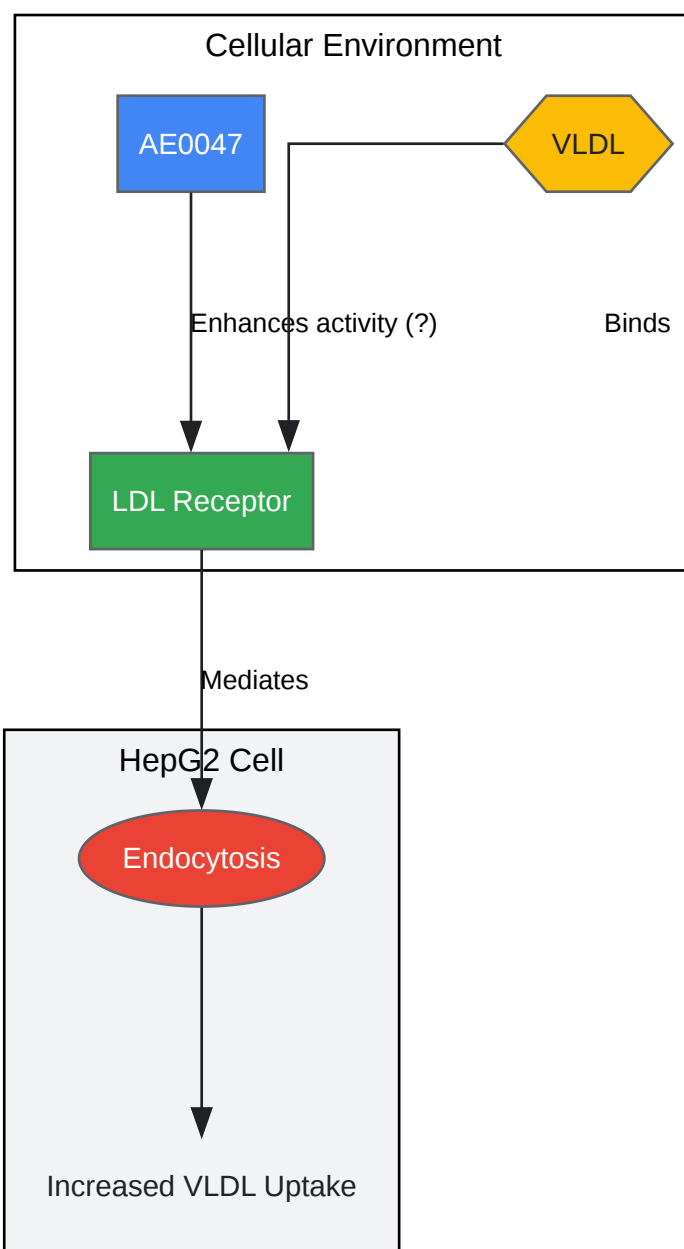 Cellular Environment
AE0047
VLDL
Enhances activity (?)
Binds
LDL Receptor
Mediates
HepG2 Cell
Endocytosis
Increased VLDL Uptake